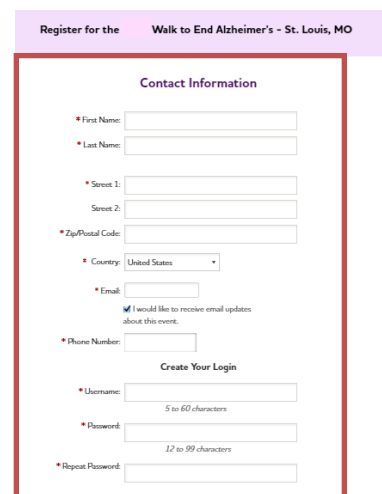 Register for the Walk to End Alzheimer's - St. Louis, MO
Contact Information
* First Name:
* Last Name:
* Street 1:
Street 2:
* Zip/Postal Code:
* Country: United States
* Email:
I would like to receive email updates
about this event.
* Phone Number:
Create Your Login
* Username:
5 to 60 characters
* Password:
12 to 99 characters
* Repeat Password: